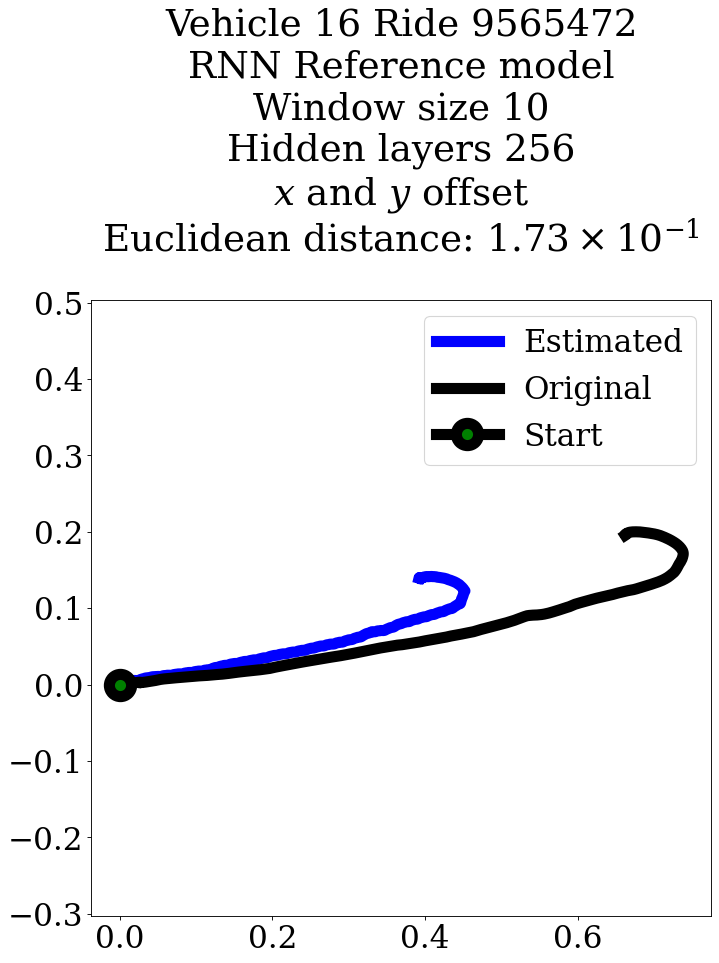 Vehicle 16 Ride 9565472
RNN Reference model
Window size 10
Hidden layers 256
x and y offset
Euclidean distance: 1.73 × 10⁻¹
Estimated
Original
Start
0.5
0.4
0.3
0.2
0.1
0.0
−0.1
−0.2
−0.3
0.0 0.2 0.4 0.6